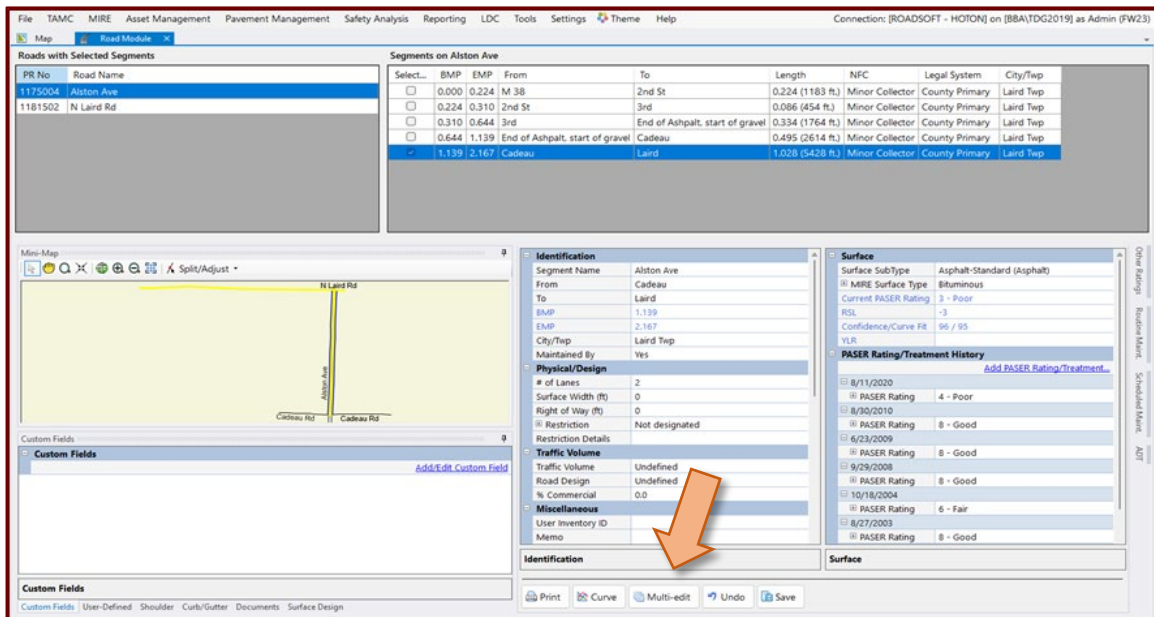 File TAMC MIRE Asset Management Pavement Management Safety Analysis Reporting LDC Tools Settings Theme Help Connection: [ROADSOFT - HOTON] on [BBA\TDG2019] as Admin (FW23)
Map Road Module ×
Roads with Selected Segments
PR No Road Name
1175004 Alston Ave
1181502 N Laird Rd
Segments on Alston Ave
Select... BMP EMP From To Length NFC Legal System City/Twp
0.000 0.224 M 38 2nd St 0.224 (1183 ft.) Minor Collector County Primary Laird Twp
0.224 0.310 2nd St 3rd 0.086 (454 ft.) Minor Collector County Primary Laird Twp
0.310 0.644 3rd End of Ashpalt, start of gravel 0.334 (1764 ft.) Minor Collector County Primary Laird Twp
0.644 1.139 End of Ashpalt, start of gravel Cadeau 0.495 (2614 ft.) Minor Collector County Primary Laird Twp
1.139 2.167 Cadeau Laird 1.028 (5428 ft.) Minor Collector County Primary Laird Twp
Mini-Map
Split/Adjust
N Laird Rd
Alston Ave
Cadeau Rd Cadeau Rd
Custom Fields
Custom Fields
Add/Edit Custom Field
Custom Fields
Custom Fields User-Defined Shoulder Curb/Gutter Documents Surface Design
Identification
Segment Name Alston Ave
From Cadeau
To Laird
BMP 1.139
EMP 2.167
City/Twp Laird Twp
Maintained By Yes
Physical/Design
# of Lanes 2
Surface Width (ft) 0
Right of Way (ft) 0
Restriction Not designated
Restriction Details
Traffic Volume
Traffic Volume Undefined
Road Design Undefined
% Commercial 0.0
Miscellaneous
User Inventory ID
Memo
Identification
Surface
Surface SubType Asphalt-Standard (Asphalt)
MIRE Surface Type Bituminous
Current PASER Rating 3 - Poor
RSL -3
Confidence/Curve Fit 96 / 95
YLR
PASER Rating/Treatment History
Add PASER Rating/Treatment...
8/11/2020
PASER Rating 4 - Poor
8/30/2010
PASER Rating 8 - Good
6/23/2009
PASER Rating 8 - Good
9/29/2008
PASER Rating 8 - Good
10/18/2004
PASER Rating 6 - Fair
8/27/2003
PASER Rating 8 - Good
Surface
Other Ratings
Routine Maint.
Scheduled Maint.
ADT
Print Curve Multi-edit Undo Save